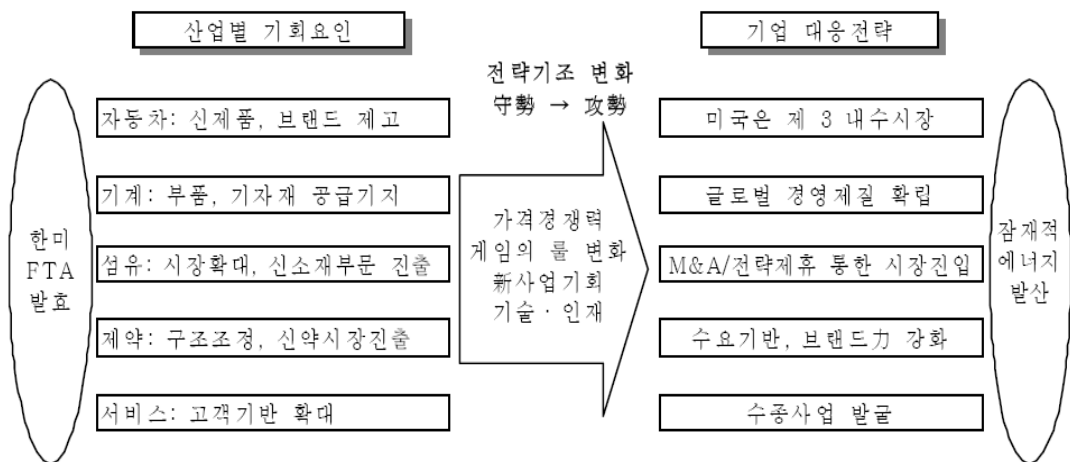 산업별 기회요인
기업 대응전략
전략기조 변화
守勢 → 攻勢
한미
FTA
발효
자동차: 신제품, 브랜드 제고
기계: 부품, 기자재 공급기지
섬유: 시장확대, 신소재부문 진출
제약: 구조조정, 신약시장진출
서비스: 고객기반 확대
가격경쟁력
게임의 룰 변화
新사업기회
기술 · 인재
미국은 제 3 내수시장
글로벌 경영체질 확립
M&A/전략제휴 통한 시장진입
수요기반, 브랜드力 강화
수종사업 발굴
잠재적
에너지
발산